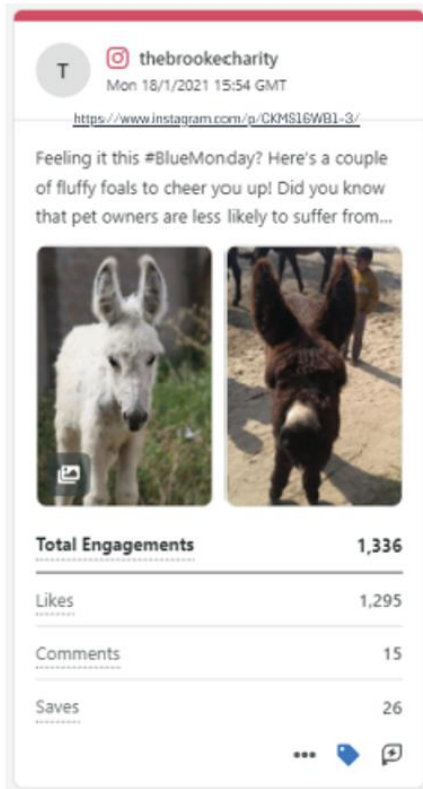 T
thebrookecharity
Mon 18/1/2021 15:54 GMT
https://www.instagram.com/p/CKMS16WB1-3/
Feeling it this #BlueMonday? Here's a couple
of fluffy foals to cheer you up! Did you know
that pet owners are less likely to suffer from...
Total Engagements 1,336
Likes 1,295
Comments 15
Saves 26